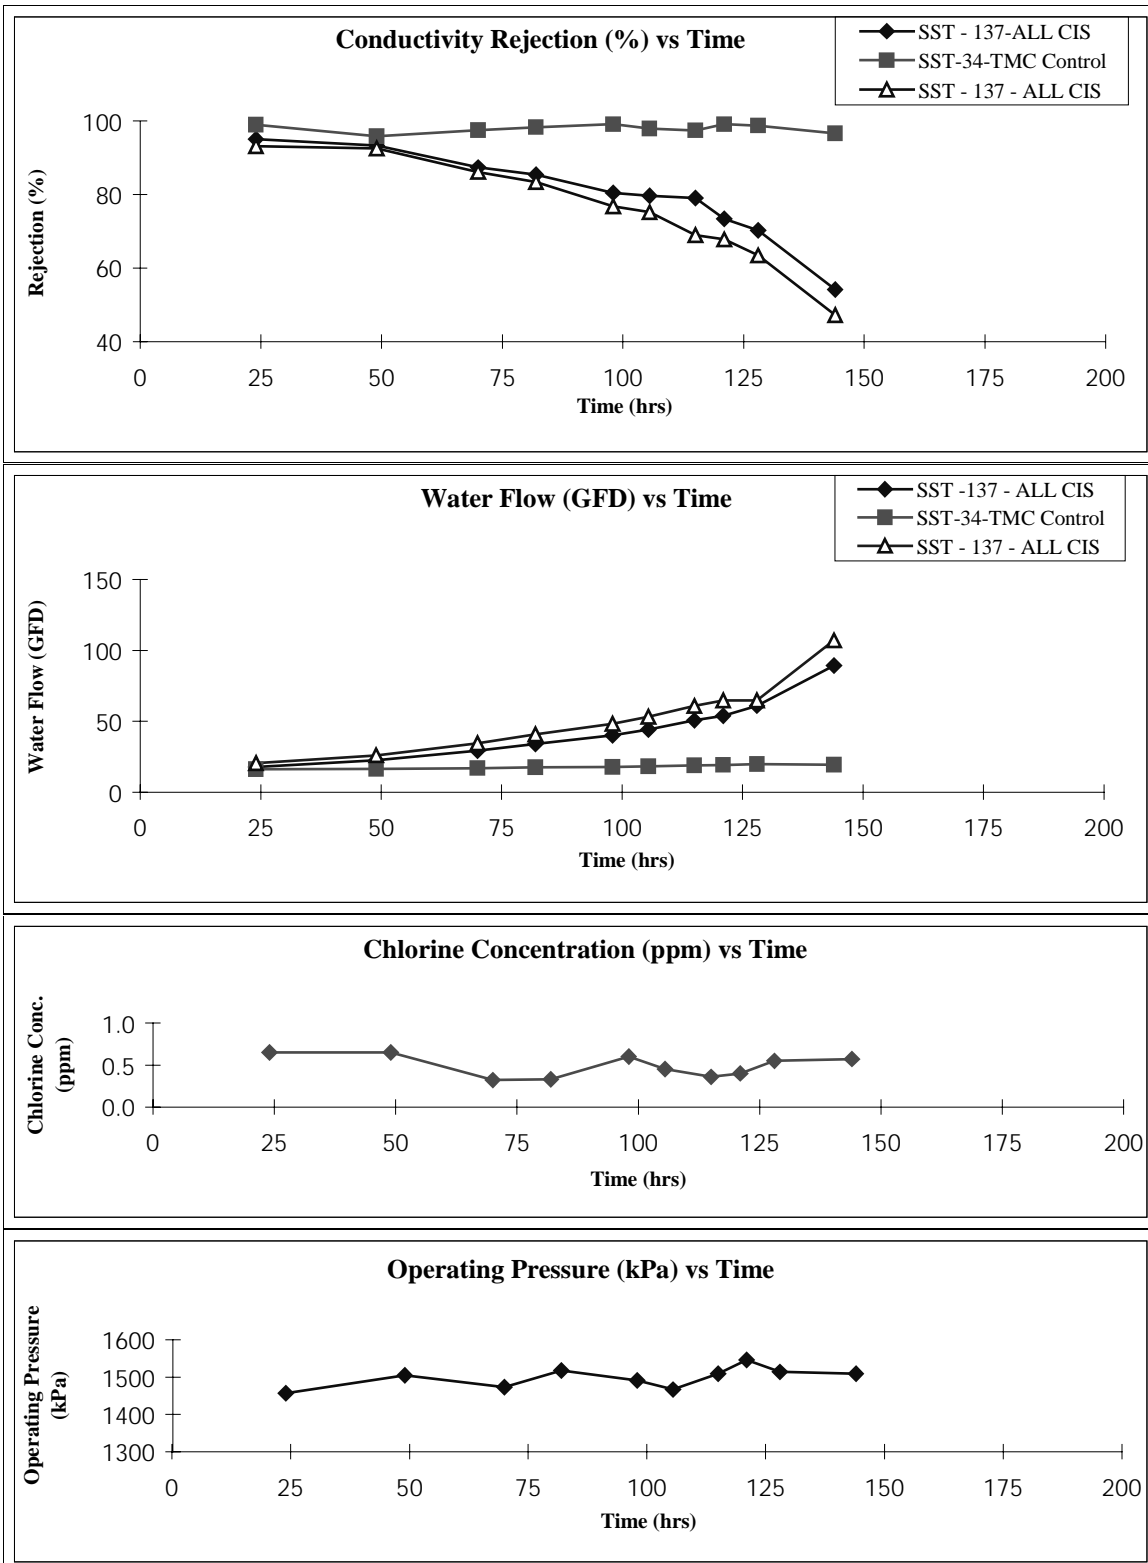 Conductivity Rejection (%) vs Time
SST - 137-ALL CIS
SST-34-TMC Control
SST - 137 - ALL CIS
Rejection (%)
100
80
60
40
0 25 50 75 100 125 150 175 200
Time (hrs)
Water Flow (GFD) vs Time
SST -137 - ALL CIS
SST-34-TMC Control
SST - 137 - ALL CIS
Water Flow (GFD)
150
100
50
0
0 25 50 75 100 125 150 175 200
Time (hrs)
Chlorine Concentration (ppm) vs Time
Chlorine Conc.
(ppm)
1.0
0.5
0.0
0 25 50 75 100 125 150 175 200
Time (hrs)
Operating Pressure (kPa) vs Time
Operating Pressure
(kPa)
1600
1500
1400
1300
0 25 50 75 100 125 150 175 200
Time (hrs)